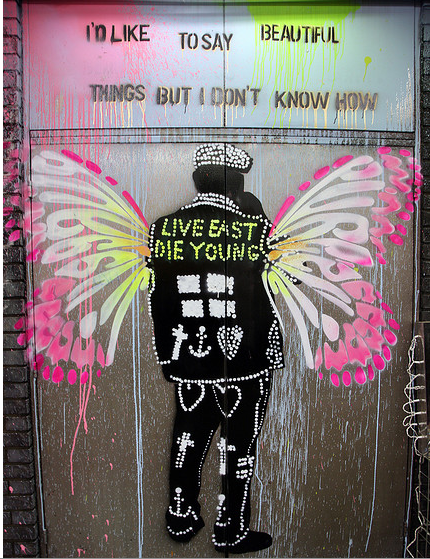 I'D LIKE TO SAY BEAUTIFUL
THINGS BUT I DON'T KNOW HOW
LIVE EAST
DIE YOUNG